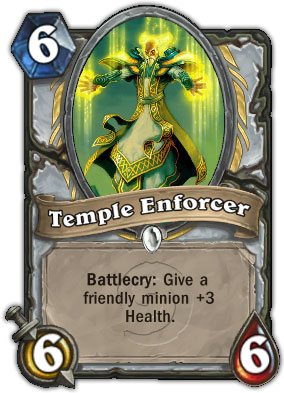 6
Temple Enforcer
Battlecry: Give a
friendly minion +3
Health.
6
6